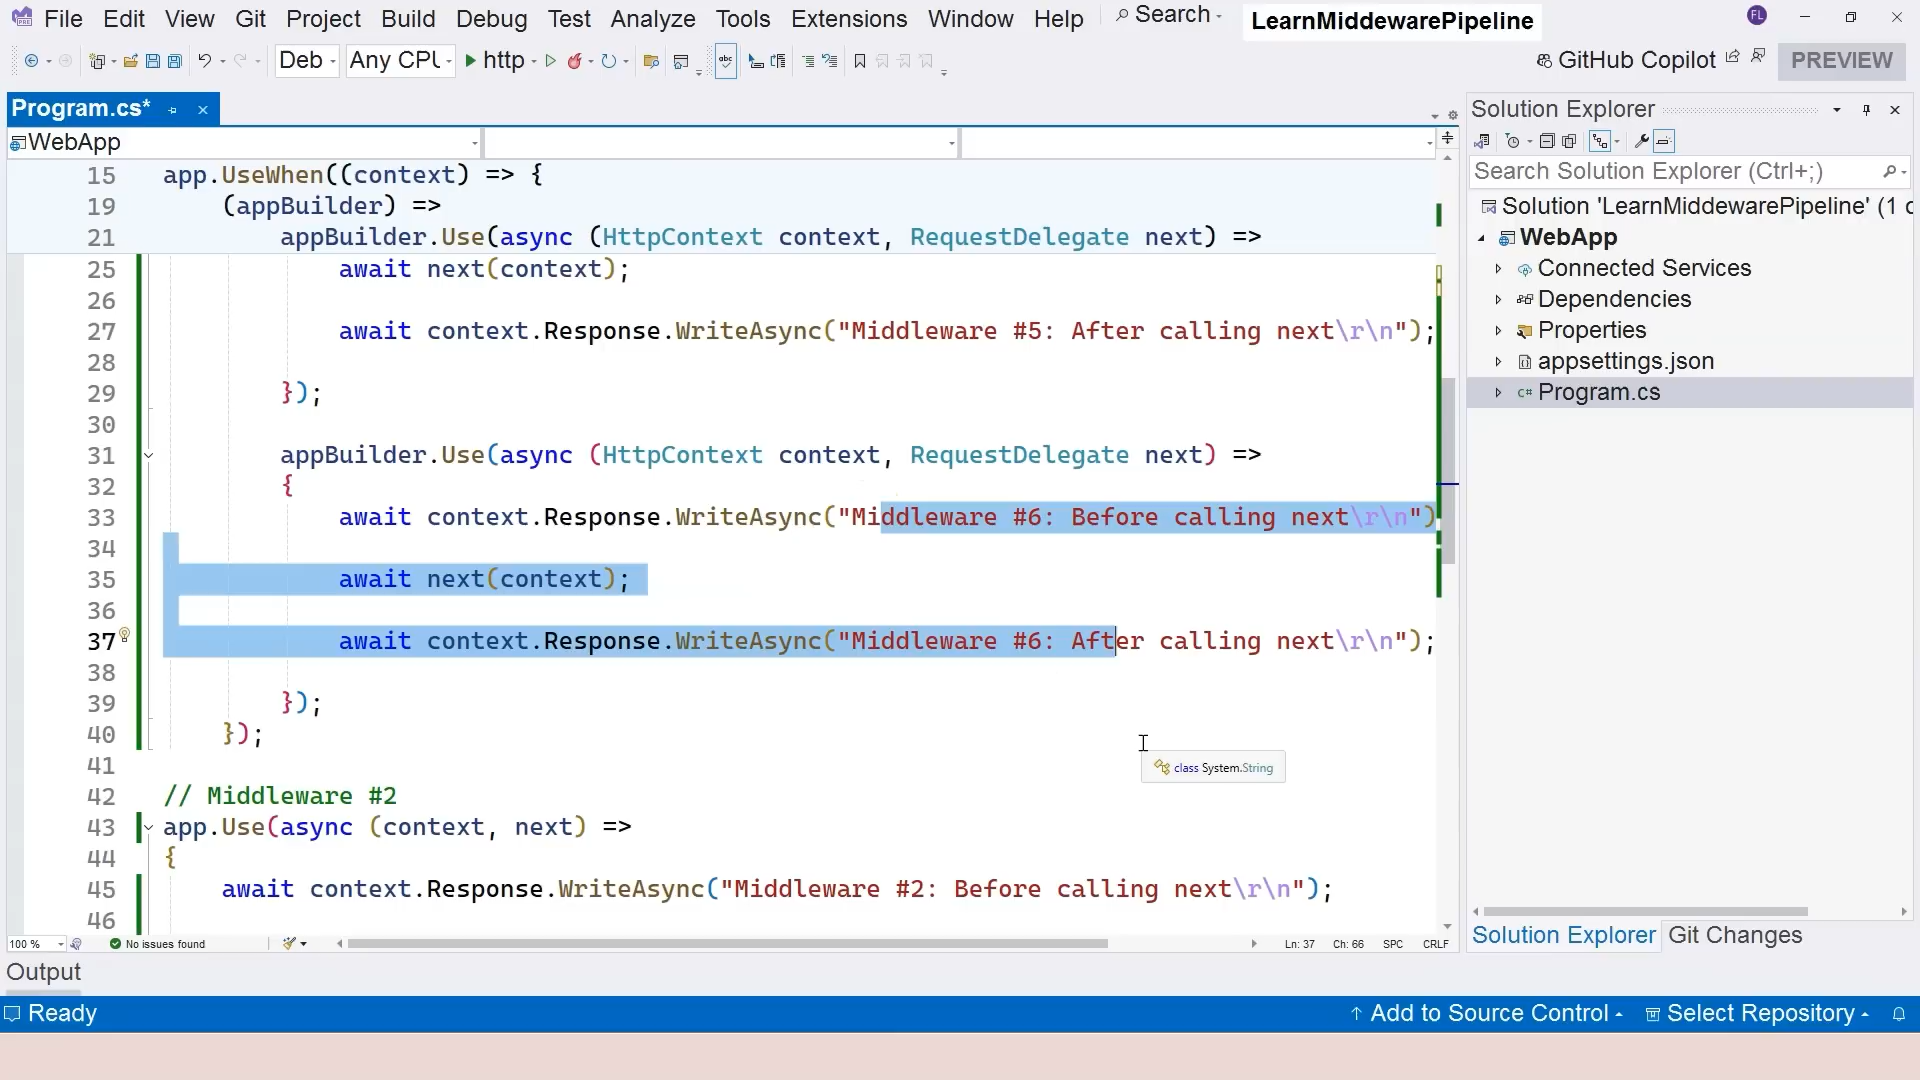 File Edit View Git Project Build Debug Test Analyze Tools Extensions Window Help Search LearnMiddewarePipeline FL
Deb Any CPU http GitHub Copilot PREVIEW
Program.cs*
WebApp
15 app.UseWhen((context) => {
19 (appBuilder) =>
21 appBuilder.Use(async (HttpContext context, RequestDelegate next) =>
25 await next(context);
26
27 await context.Response.WriteAsync("Middleware #5: After calling next\r\n");
28
29 });
30
31 appBuilder.Use(async (HttpContext context, RequestDelegate next) =>
32 {
33 await context.Response.WriteAsync("Middleware #6: Before calling next\r\n")
34
35 await next(context);
36
37 await context.Response.WriteAsync("Middleware #6: After calling next\r\n");
38
39 });
40 });
41
42 // Middleware #2
43 app.Use(async (context, next) =>
44 {
45 await context.Response.WriteAsync("Middleware #2: Before calling next\r\n");
46
class System.String
100 % No issues found Ln: 37 Ch: 66 SPC CRLF
Solution Explorer
Search Solution Explorer (Ctrl+;)
Solution 'LearnMiddewarePipeline' (1 c
WebApp
Connected Services
Dependencies
Properties
appsettings.json
C# Program.cs
Solution Explorer Git Changes
Output
Ready Add to Source Control Select Repository